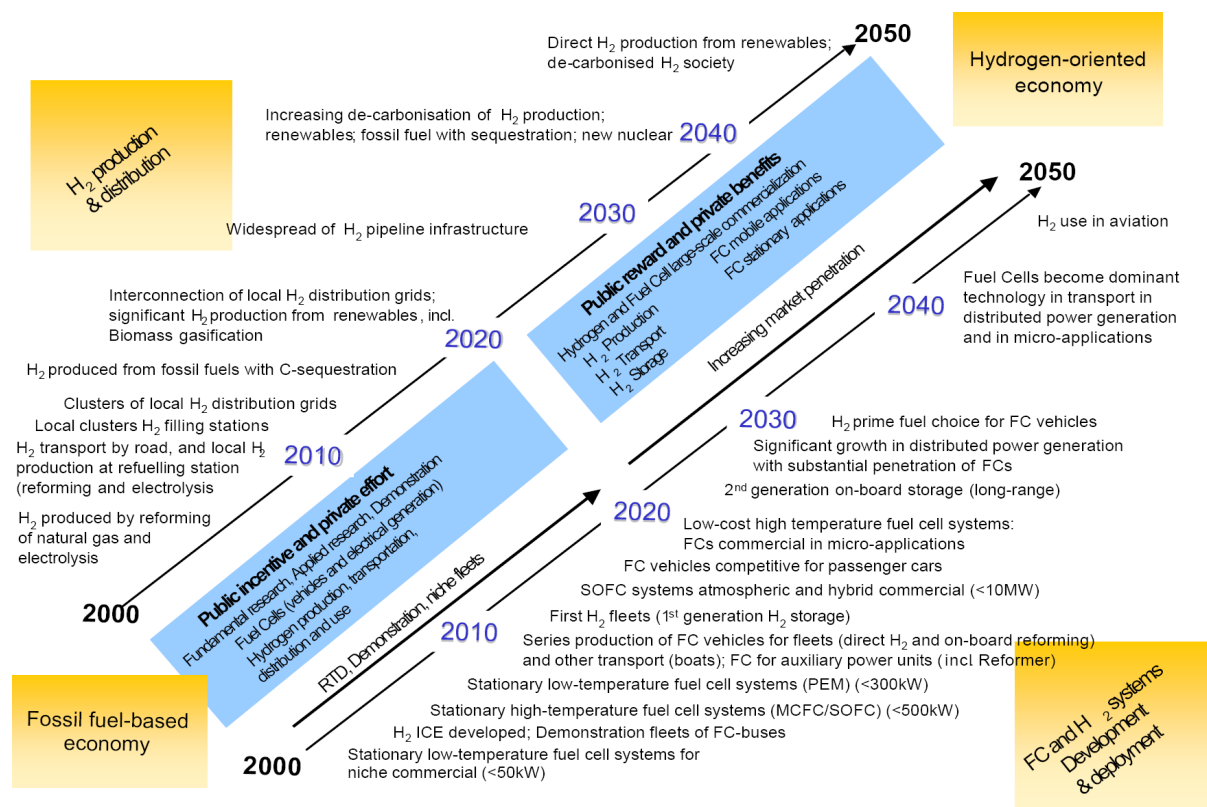 2050
Direct H2 production from renewables;
de-carbonised H2 society
Hydrogen-oriented
economy
H2 production
& distribution
Increasing de-carbonisation of H2 production;
renewables; fossil fuel with sequestration; new nuclear
2040
2030
Widespread of H2 pipeline infrastructure
Interconnection of local H2 distribution grids;
significant H2 production from renewables, incl.
Biomass gasification
2020
H2 produced from fossil fuels with C-sequestration
Clusters of local H2 distribution grids
Local clusters H2 filling stations
H2 transport by road, and local H2
production at refuelling station
(reforming and electrolysis
2010
H2 produced by reforming
of natural gas and
electrolysis
2000
Public reward and private benefits
Hydrogen and Fuel Cell large-scale commercialization
H2 Production
H2 Transport
H2 Storage
FC mobile applications
FC stationary applications
Public incentive and private effort
Fundamental research, Applied research, Demonstration
Fuel Cells (vehicles and electrical generation)
Hydrogen production, transportation,
distribution and use
Increasing market penetration
RTD, Demonstration, niche fleets
2050
H2 use in aviation
2040
Fuel Cells become dominant
technology in transport in
distributed power generation
and in micro-applications
2030
H2 prime fuel choice for FC vehicles
Significant growth in distributed power generation
with substantial penetration of FCs
2nd generation on-board storage (long-range)
2020
Low-cost high temperature fuel cell systems:
FCs commercial in micro-applications
FC vehicles competitive for passenger cars
SOFC systems atmospheric and hybrid commercial (<10MW)
2010
First H2 fleets (1st generation H2 storage)
Series production of FC vehicles for fleets (direct H2 and on-board reforming)
and other transport (boats); FC for auxiliary power units (incl. Reformer)
Stationary low-temperature fuel cell systems (PEM) (<300kW)
Stationary high-temperature fuel cell systems (MCFC/SOFC) (<500kW)
H2 ICE developed; Demonstration fleets of FC-buses
2000
Stationary low-temperature fuel cell systems for
niche commercial (<50kW)
Fossil fuel-based
economy
FC and H2 systems
Development
& deployment